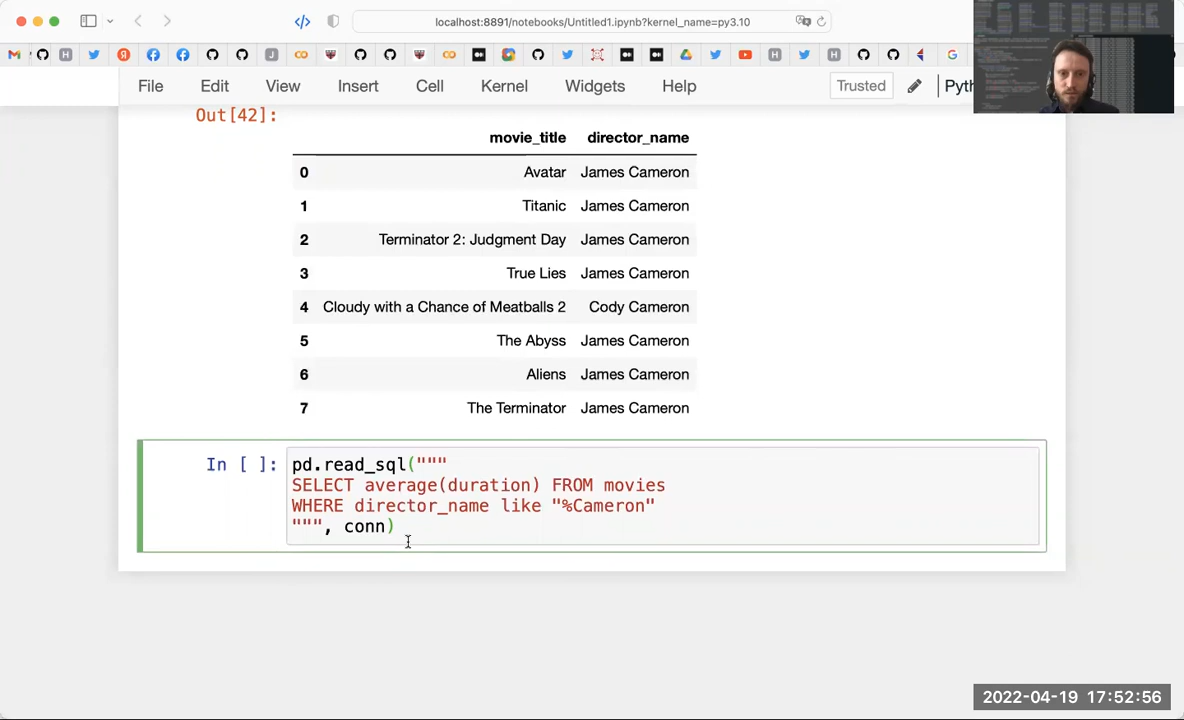 localhost:8891/notebooks/Untitled1.ipynb?kernel_name=py3.10
File Edit View Insert Cell Kernel Widgets Help Trusted
Out[42]:
movie_title director_name
0 Avatar James Cameron
1 Titanic James Cameron
2 Terminator 2: Judgment Day James Cameron
3 True Lies James Cameron
4 Cloudy with a Chance of Meatballs 2 Cody Cameron
5 The Abyss James Cameron
6 Aliens James Cameron
7 The Terminator James Cameron
In [ ]: pd.read_sql("""
SELECT average(duration) FROM movies
WHERE director_name like "%Cameron"
""", conn)
2022-04-19 17:52:56